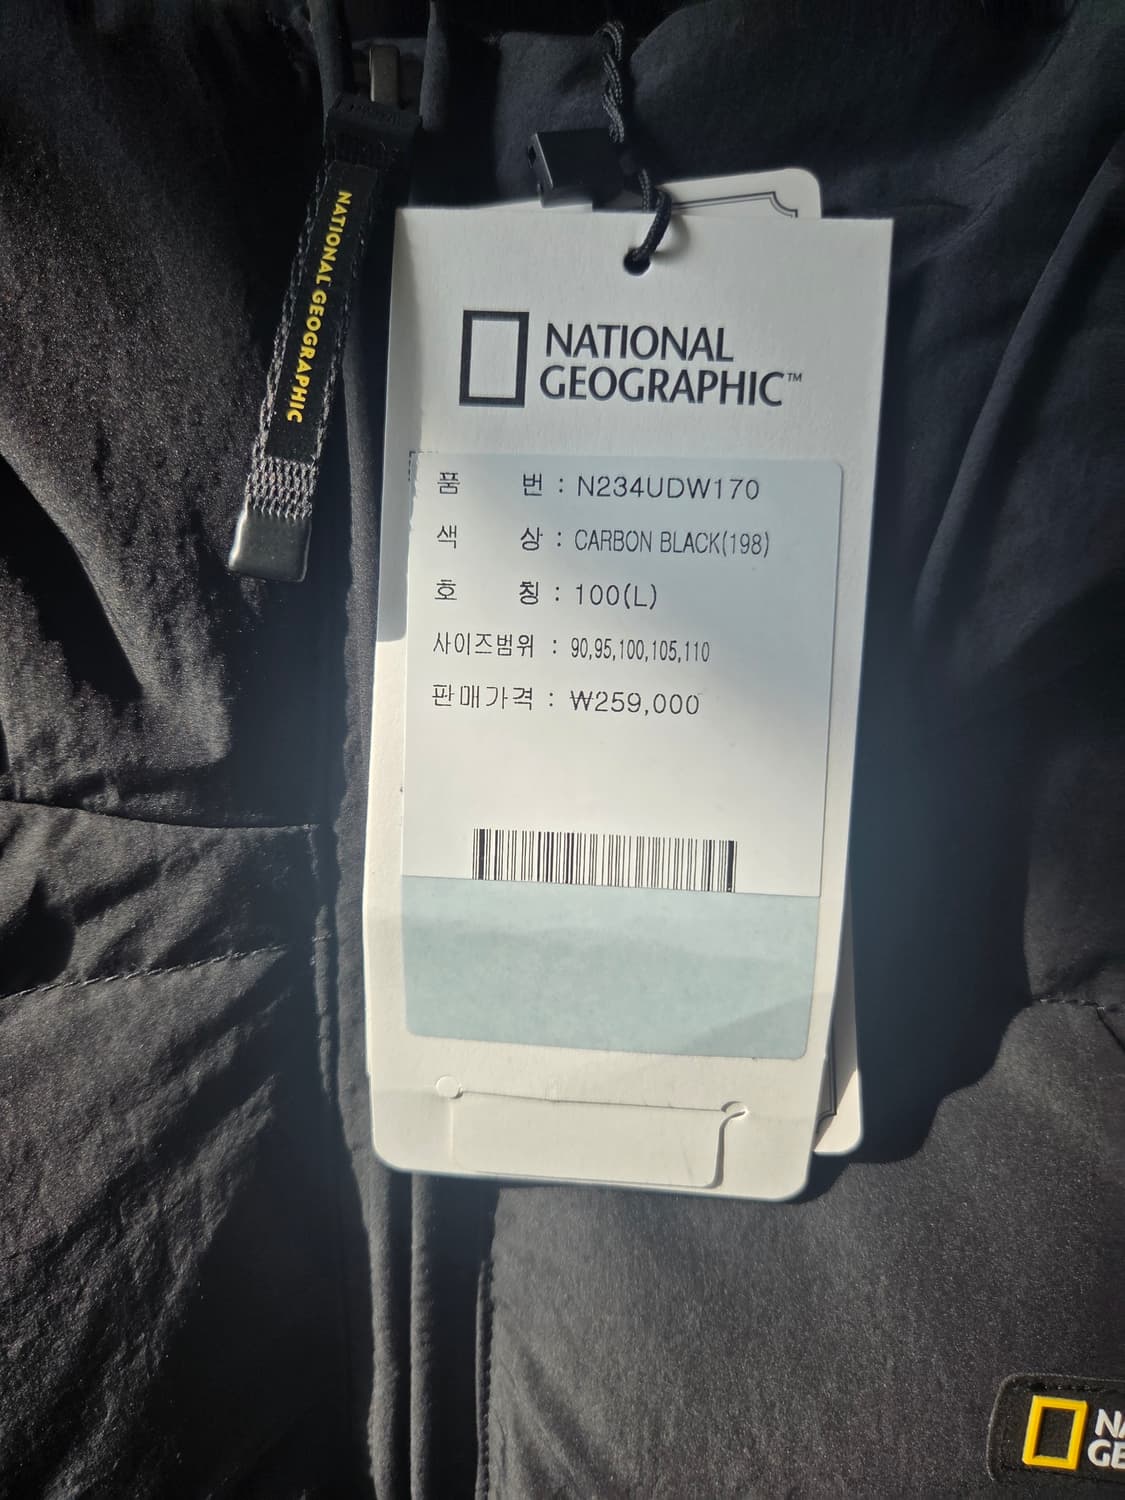 NATIONAL GEOGRAPHIC
NATIONAL
GEOGRAPHIC™
품 번 : N234UDW170
색 상 : CARBON BLACK(198)
호 칭 : 100(L)
사이즈범위 : 90,95,100,105,110
판매가격 : ₩259,000